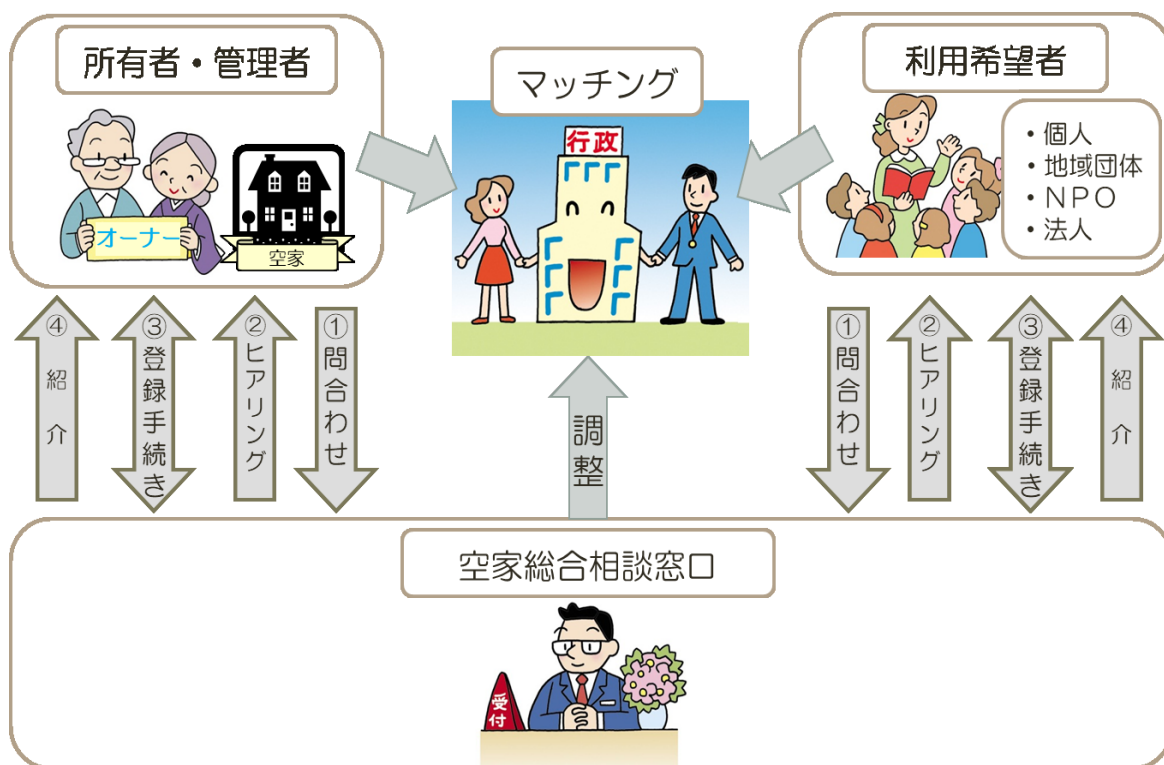 所有者・管理者
オーナー
空家
マッチング
行政
利用希望者
・個人
・地域団体
・NPO
・法人
④紹介
③登録手続き
②ヒアリング
①問合わせ
調整
①問合わせ
②ヒアリング
③登録手続き
④紹介
空家総合相談窓口
受付